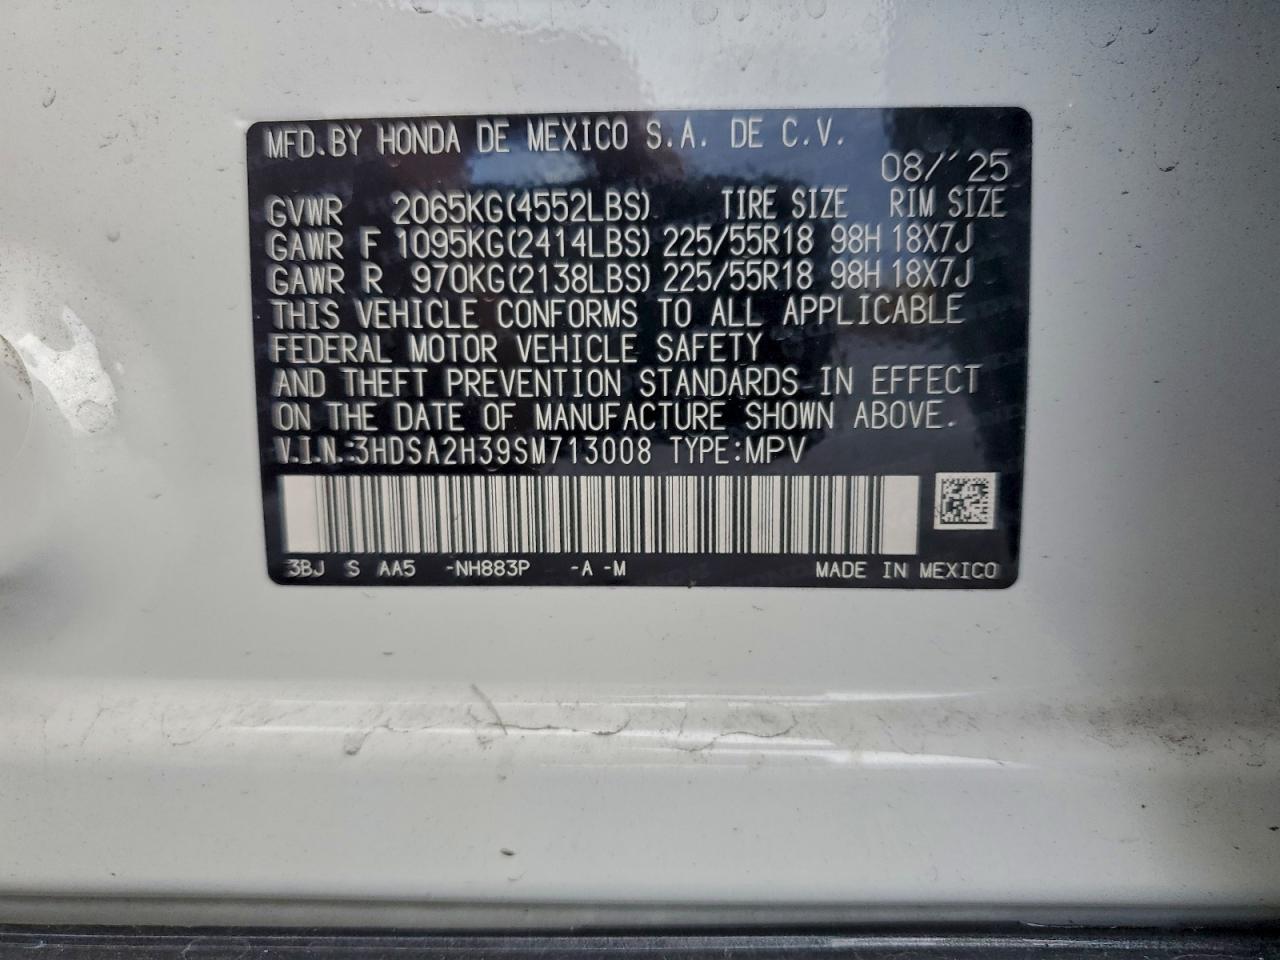 MFD.BY HONDA DE MEXICO S.A. DE C.V.
08/'25
GVWR 2065KG(4552LBS) TIRE SIZE RIM SIZE
GAWR F 1095KG(2414LBS) 225/55R18 98H 18X7J
GAWR R 970KG(2138LBS) 225/55R18 98H 18X7J
THIS VEHICLE CONFORMS TO ALL APPLICABLE
FEDERAL MOTOR VEHICLE SAFETY
AND THEFT PREVENTION STANDARDS IN EFFECT
ON THE DATE OF MANUFACTURE SHOWN ABOVE.
V.I.N.:3HDSA2H39SM713008 TYPE:MPV
3BJ S AA5 -NH883P -A -M MADE IN MEXICO